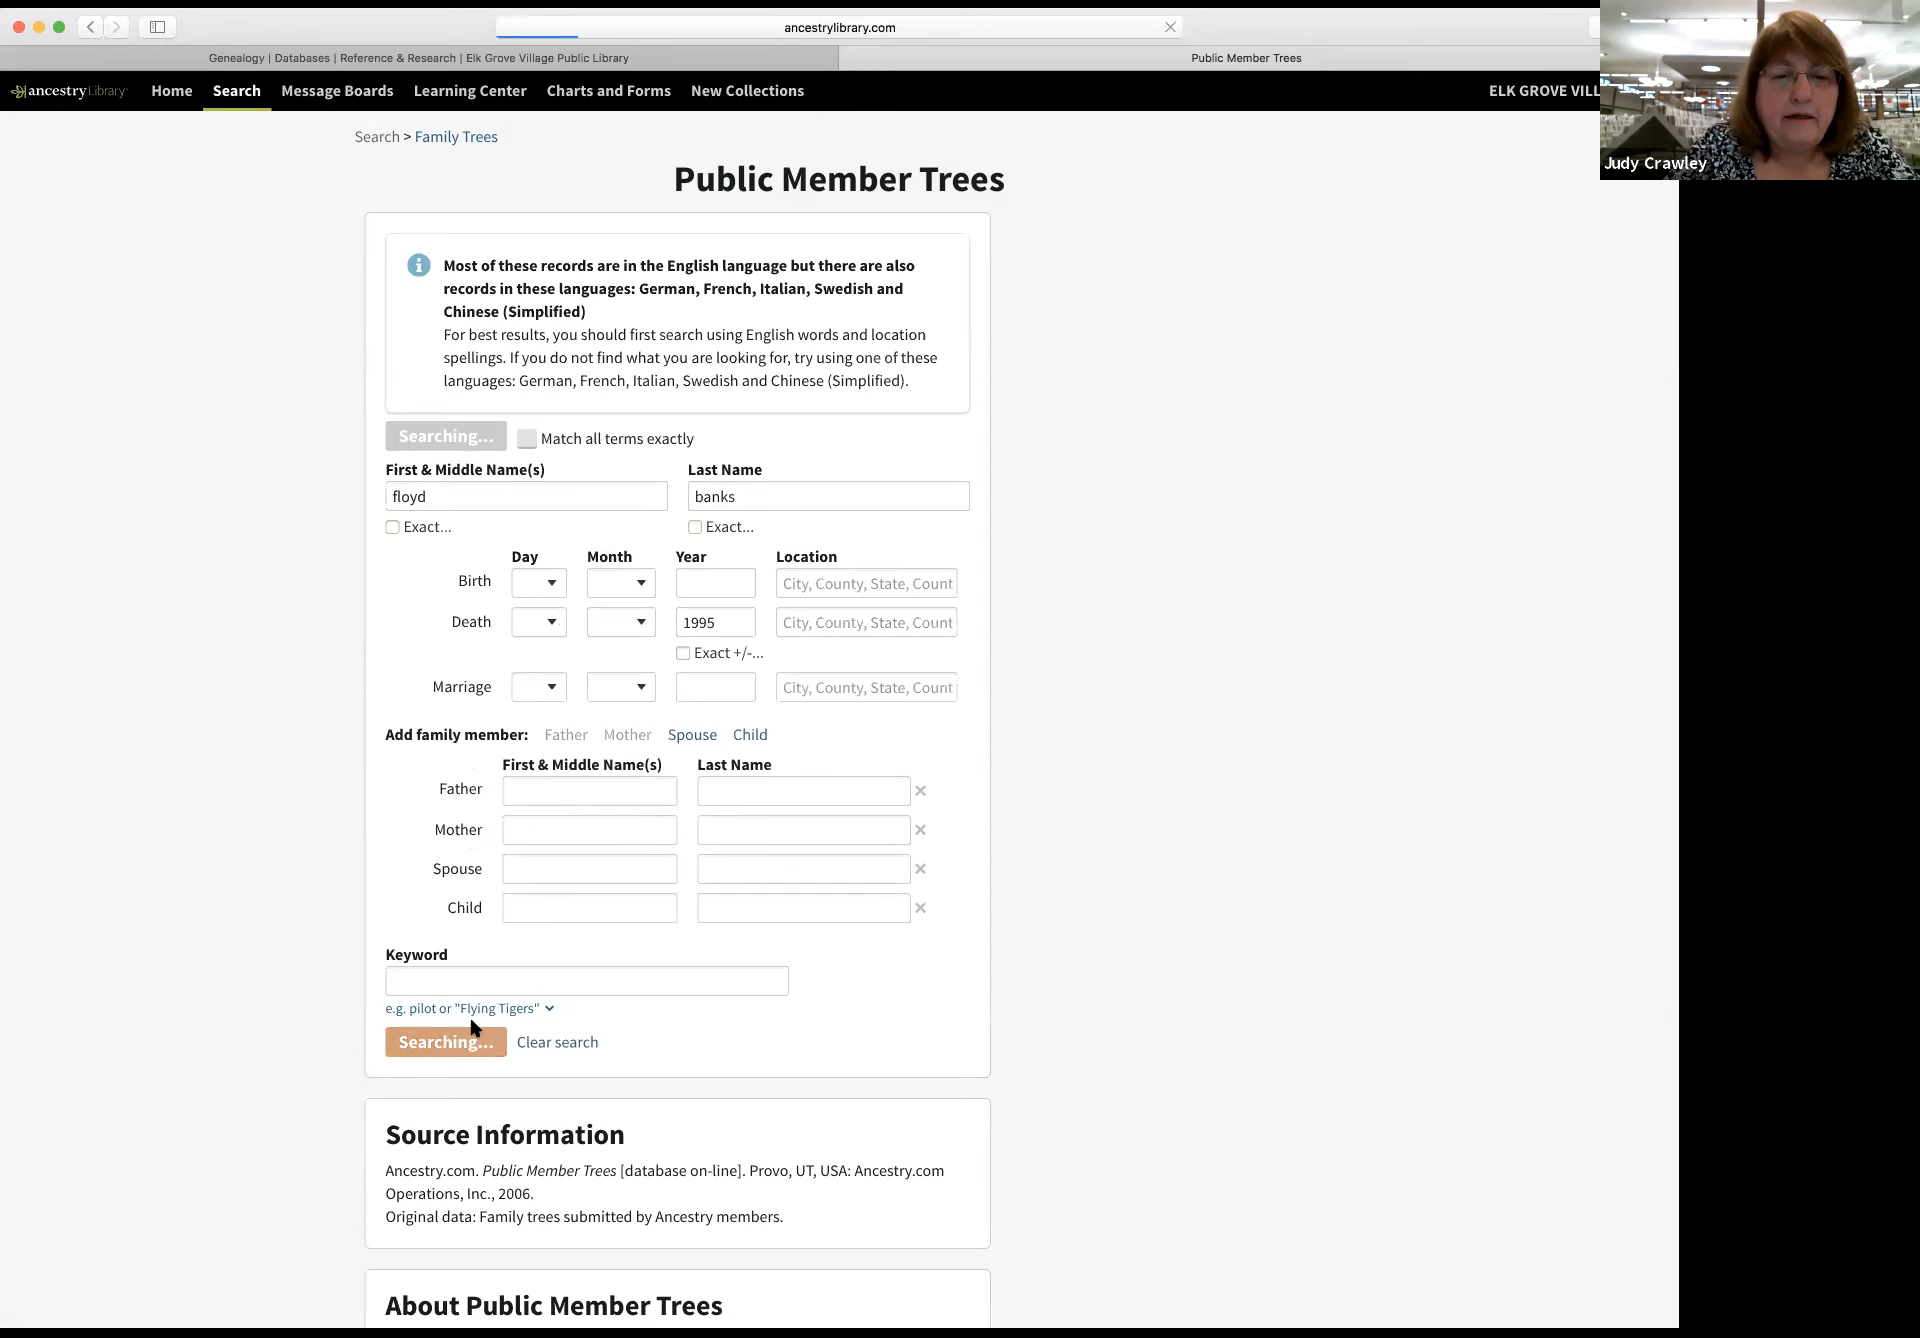 ancestrylibrary.com
Genealogy | Databases | Reference & Research | Elk Grove Village Public Library
Public Member Trees
ancestryLibrary Home Search Message Boards Learning Center Charts and Forms New Collections ELK GROVE VILL
Judy Crawley
Search > Family Trees
Public Member Trees
Most of these records are in the English language but there are also
records in these languages: German, French, Italian, Swedish and
Chinese (Simplified)
For best results, you should first search using English words and location
spellings. If you do not find what you are looking for, try using one of these
languages: German, French, Italian, Swedish and Chinese (Simplified).
Searching... Match all terms exactly
First & Middle Name(s) Last Name
floyd banks
Exact... Exact...
Day Month Year Location
Birth City, County, State, Count
Death 1995 City, County, State, Count
Exact +/-...
Marriage City, County, State, Count
Add family member: Father Mother Spouse Child
First & Middle Name(s) Last Name
Father
Mother
Spouse
Child
Keyword
e.g. pilot or "Flying Tigers"
Searching... Clear search
Source Information
Ancestry.com. Public Member Trees [database on-line]. Provo, UT, USA: Ancestry.com
Operations, Inc., 2006.
Original data: Family trees submitted by Ancestry members.
About Public Member Trees